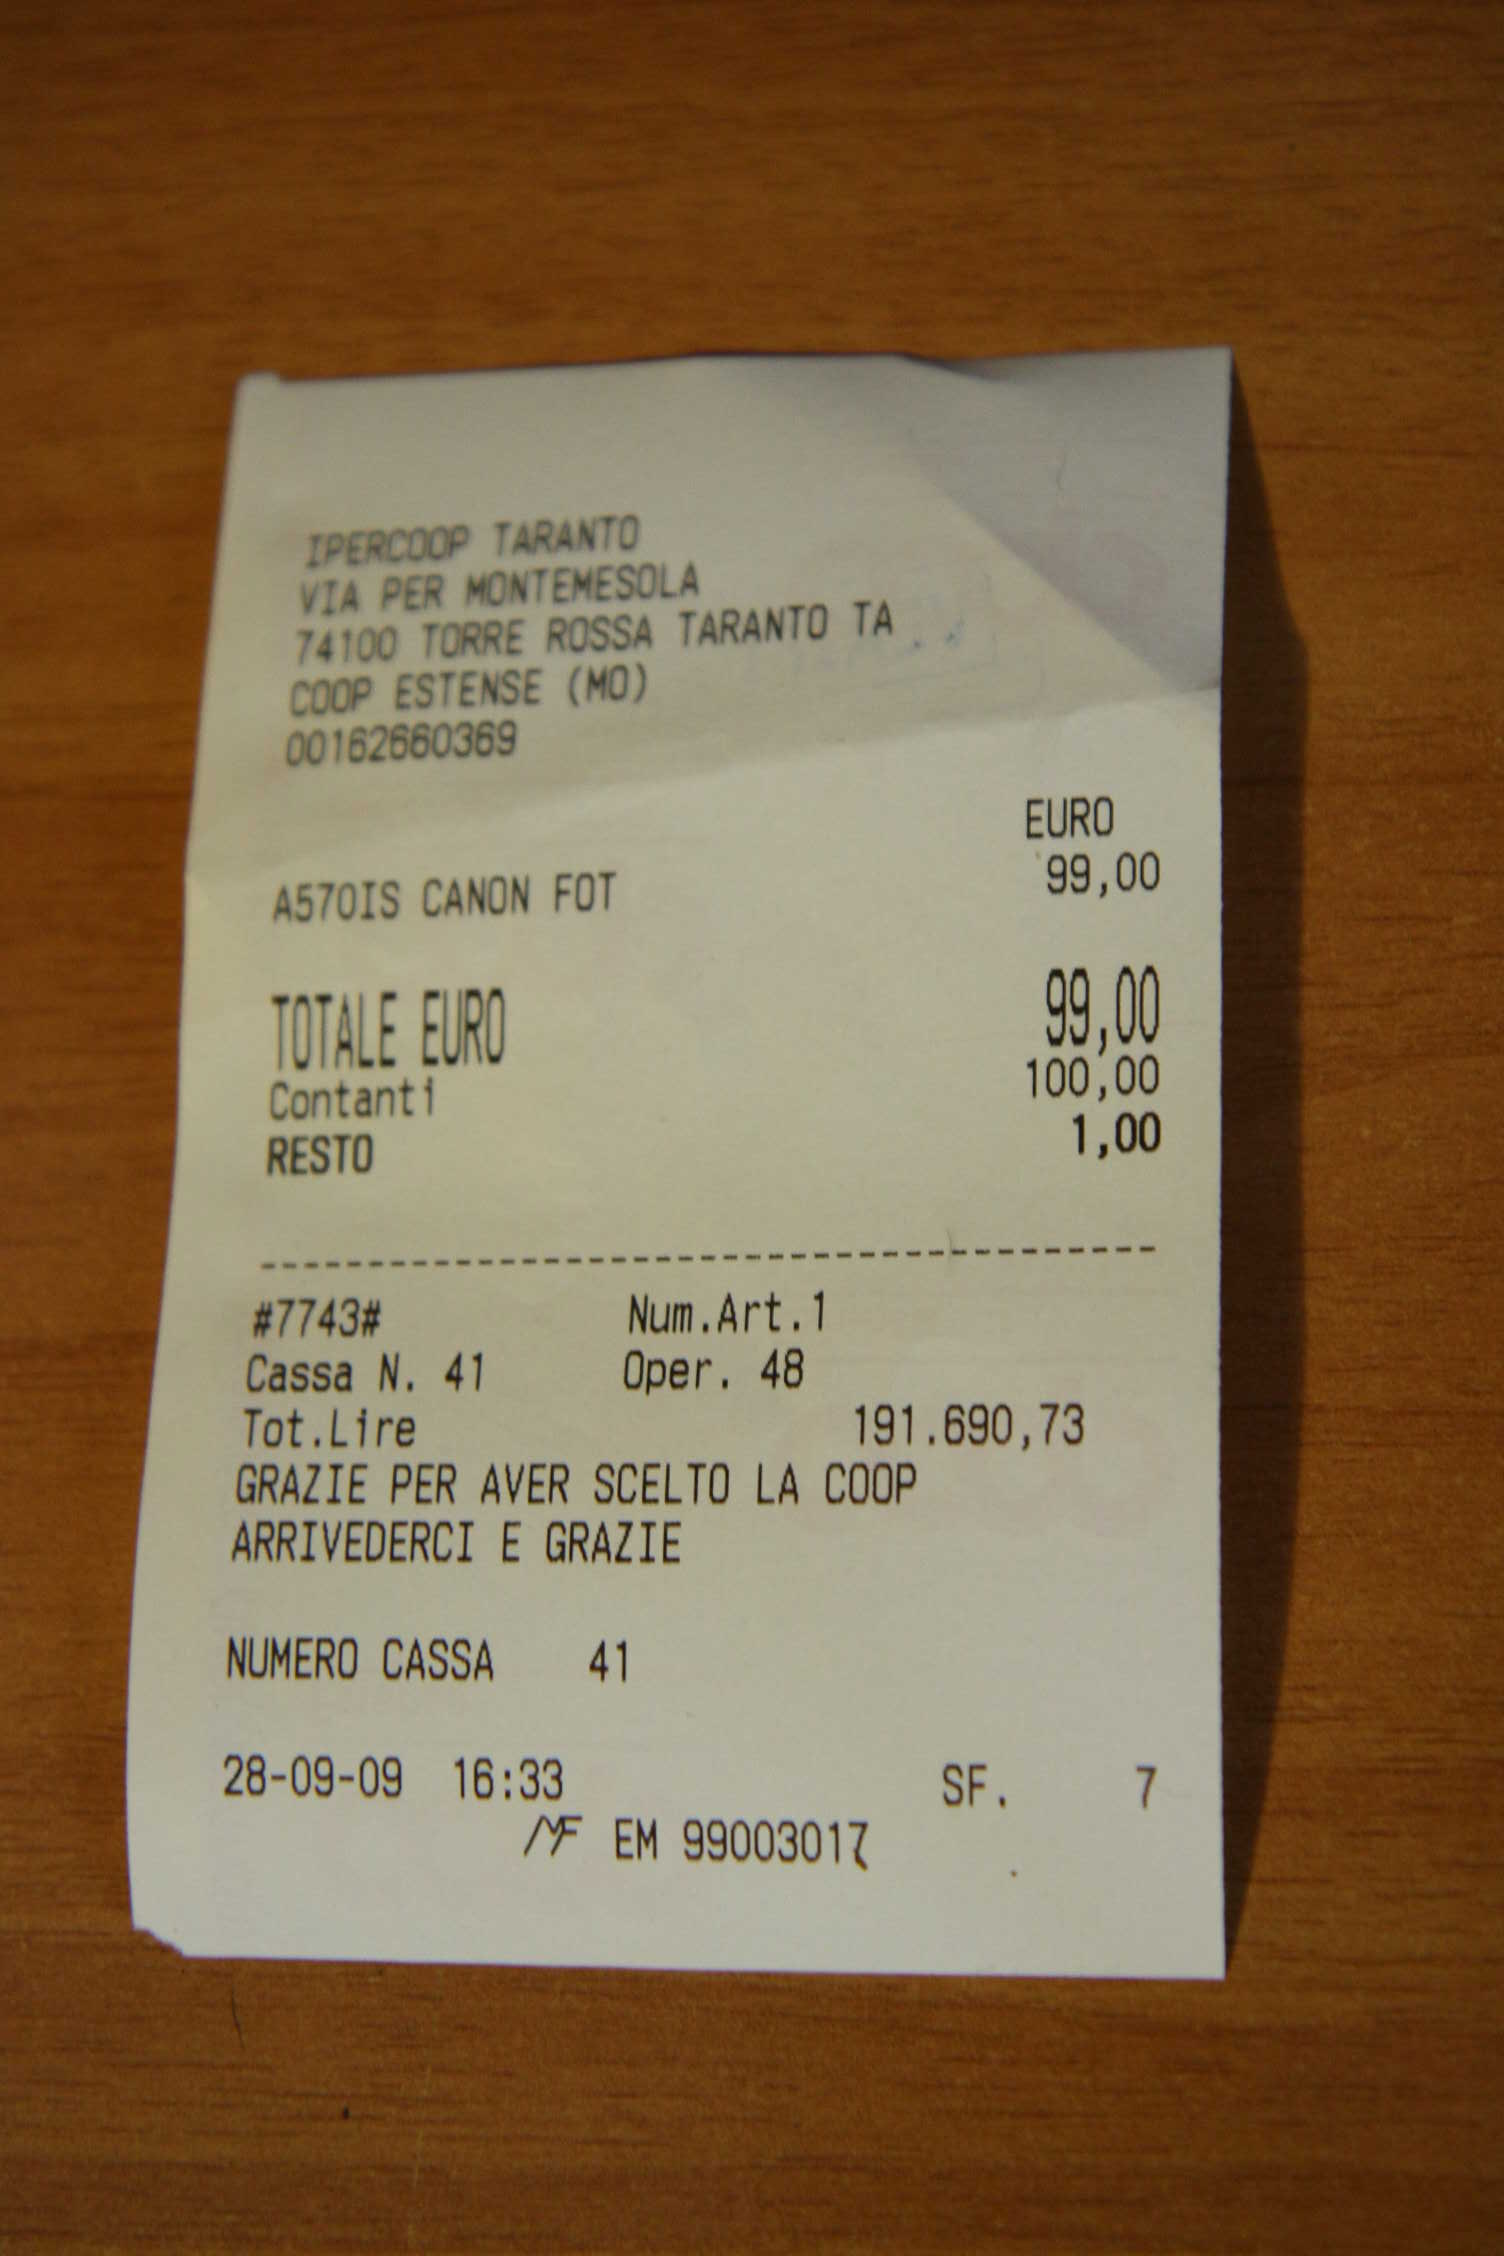 IPERCOOP TARANTO
VIA PER MONTEMESOLA
74100 TORRE ROSSA TARANTO TA
COOP ESTENSE (MO)
00162660369
EURO
A570IS CANON FOT 99,00
TOTALE EURO 99,00
Contanti 100,00
RESTO 1,00
----------------------------------------
#7743# Num.Art.1
Cassa N. 41 Oper. 48
Tot.Lire 191.690,73
GRAZIE PER AVER SCELTO LA COOP
ARRIVEDERCI E GRAZIE
NUMERO CASSA 41
28-09-09 16:33 SF. 7
MF EM 99003017